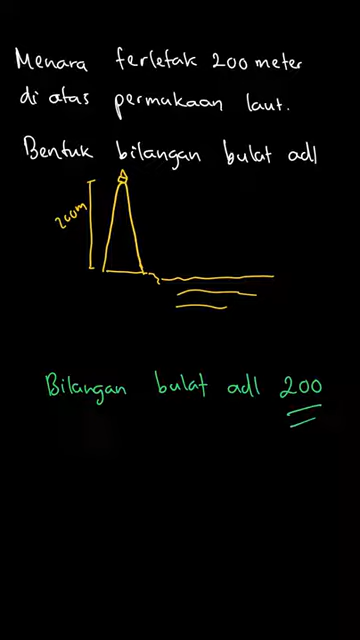 Menara terletak 200 meter
di atas permukaan laut.
Bentuk bilangan bulat adl
200m
Bilangan bulat adl 200